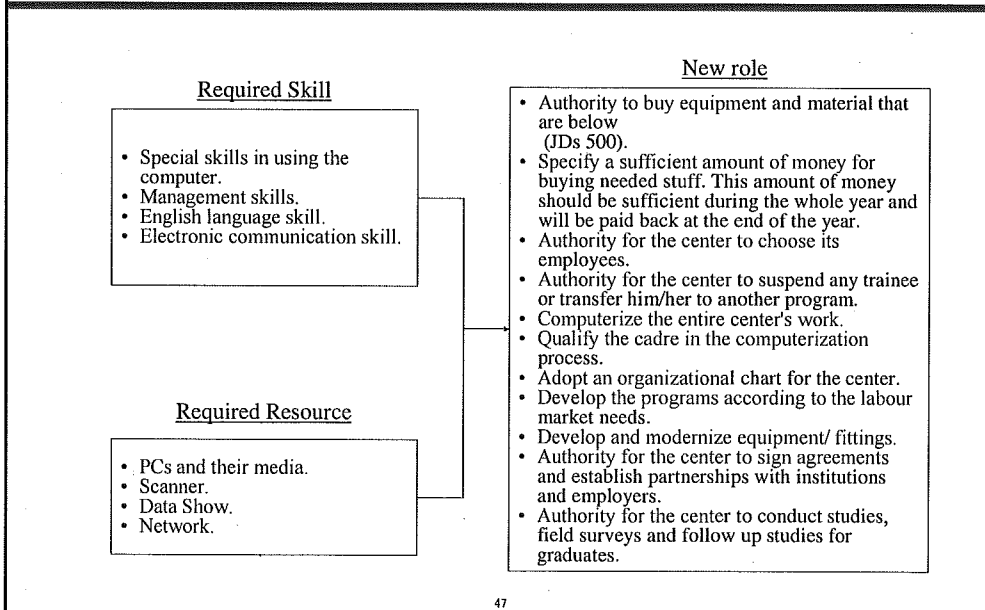 Required Skill
• Special skills in using the
computer.
• Management skills.
• English language skill.
• Electronic communication skill.
Required Resource
• PCs and their media.
• Scanner.
• Data Show.
• Network.
New role
• Authority to buy equipment and material that
are below
(JDs 500).
• Specify a sufficient amount of money for
buying needed stuff. This amount of money
should be sufficient during the whole year and
will be paid back at the end of the year.
• Authority for the center to choose its
employees.
• Authority for the center to suspend any trainee
or transfer him/her to another program.
• Computerize the entire center's work.
• Qualify the cadre in the computerization
process.
• Adopt an organizational chart for the center.
• Develop the programs according to the labour
market needs.
• Develop and modernize equipment/ fittings.
• Authority for the center to sign agreements
and establish partnerships with institutions
and employers.
• Authority for the center to conduct studies,
field surveys and follow up studies for
graduates.
47